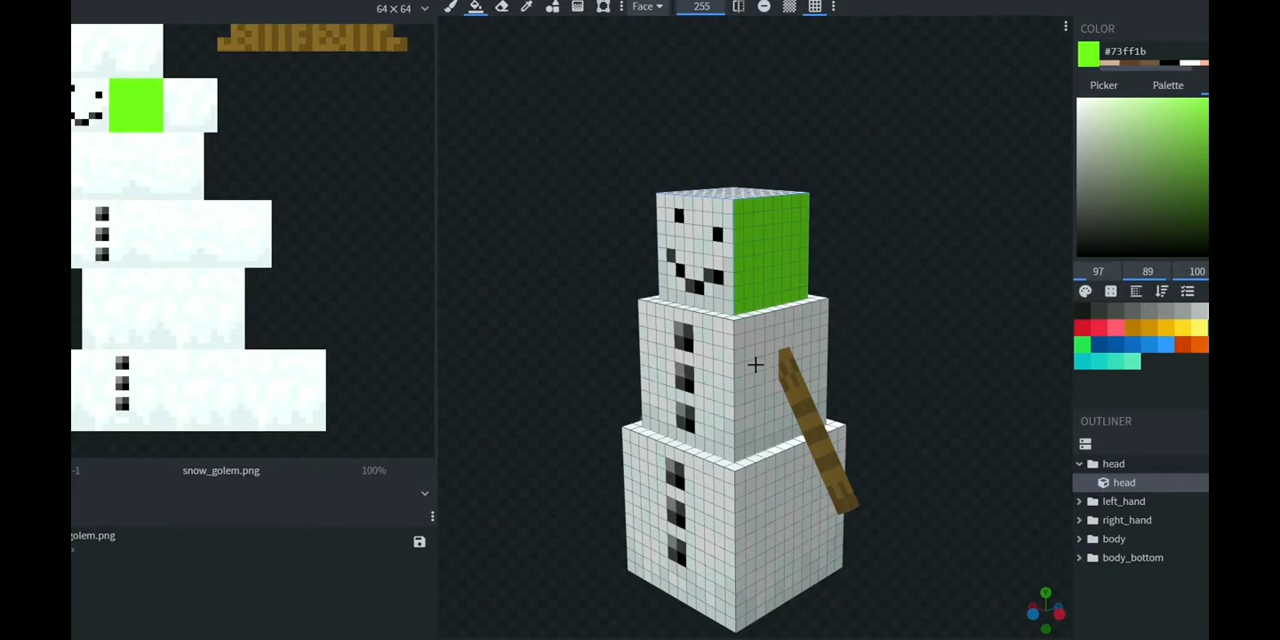 64×64
Face
255
COLOR
#73ff1b
Picker
Palette
97
89
100
OUTLINER
head
head
left_hand
right_hand
body
body_bottom
-1
snow_golem.png
100%
golem.png
x
Y